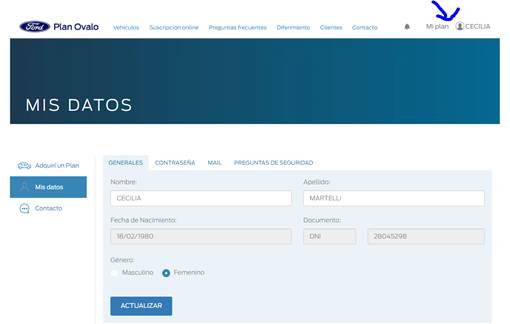 Ford Plan Ovalo Vehículos Suscripción online Preguntas frecuentes Diferimiento Clientes Contacto Mi plan CECILIA
MIS DATOS
Adquirí un Plan
Mis datos
Contacto
GENERALES CONTRASEÑA MAIL PREGUNTAS DE SEGURIDAD
Nombre: Apellido:
CECILIA MARTELLI
Fecha de Nacimiento: Documento:
18/02/1980 DNI 28045298
Género:
Masculino Femenino
ACTUALIZAR